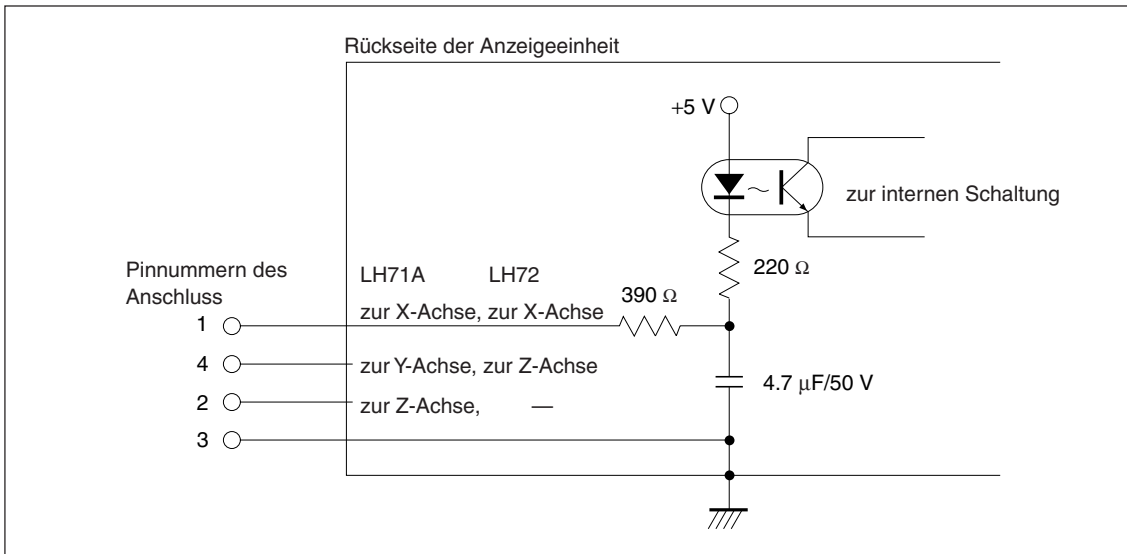 Rückseite der Anzeigeeinheit
+5 V
zur internen Schaltung
220 Ω
Pinnummern des
Anschluss
LH71A LH72
390 Ω
1 zur X-Achse, zur X-Achse
4 zur Y-Achse, zur Z-Achse
4.7 µF/50 V
2 zur Z-Achse, —
3